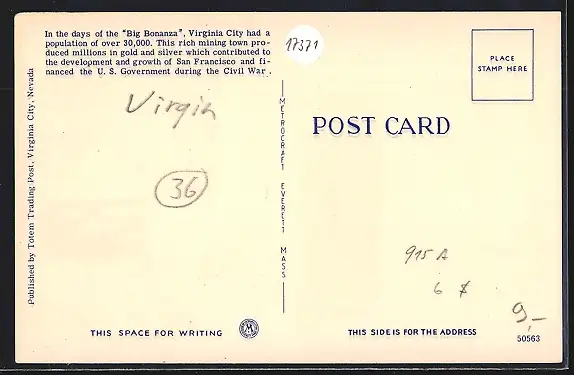 In the days of the "Big Bonanza", Virginia City had a
population of over 30,000. This rich mining town pro-
duced millions in gold and silver which contributed to
the development and growth of San Francisco and fi-
nanced the U. S. Government during the Civil War .
17371
PLACE
STAMP HERE
Virgin
36
POST CARD
METROCRAFT EVERETT MASS
Published by Totem Trading Post, Virginia City, Nevada
915 A
6 $
9,-
THIS SPACE FOR WRITING
THIS SIDE IS FOR THE ADDRESS
50563